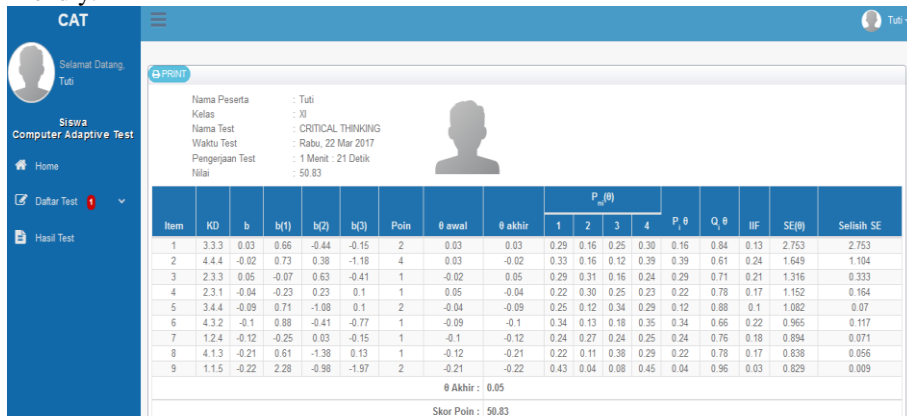 CAT
Tuti
Selamat Datang,
Tuti
Siswa
Computer Adaptive Test
Home
Daftar Test 1
Hasil Test
PRINT
Nama Peserta : Tuti
Kelas : XI
Nama Test : CRITICAL THINKING
Waktu Test : Rabu, 22 Mar 2017
Pengerjaan Test : 1 Menit : 21 Detik
Nilai : 50.83
Item KD b b(1) b(2) b(3) Poin θ awal θ akhir P_ni(θ) 1 2 3 4 P_i θ Q_i θ IIF SE(θ) Selisih SE
1 3.3.3 0.03 0.66 -0.44 -0.15 2 0.03 0.03 0.29 0.16 0.25 0.30 0.16 0.84 0.13 2.753 2.753
2 4.4.4 -0.02 0.73 0.38 -1.18 4 0.03 -0.02 0.33 0.16 0.12 0.39 0.39 0.61 0.24 1.649 1.104
3 2.3.3 0.05 -0.07 0.63 -0.41 1 -0.02 0.05 0.29 0.31 0.16 0.24 0.29 0.71 0.21 1.316 0.333
4 2.3.1 -0.04 -0.23 0.23 0.1 1 0.05 -0.04 0.22 0.30 0.25 0.23 0.22 0.78 0.17 1.152 0.164
5 3.4.4 -0.09 0.71 -1.08 0.1 2 -0.04 -0.09 0.25 0.12 0.34 0.29 0.12 0.88 0.1 1.082 0.07
6 4.3.2 -0.1 0.88 -0.41 -0.77 1 -0.09 -0.1 0.34 0.13 0.18 0.35 0.34 0.66 0.22 0.965 0.117
7 1.2.4 -0.12 -0.25 0.03 -0.15 1 -0.1 -0.12 0.24 0.27 0.24 0.25 0.24 0.76 0.18 0.894 0.071
8 4.1.3 -0.21 0.61 -1.38 0.13 1 -0.12 -0.21 0.22 0.11 0.38 0.29 0.22 0.78 0.17 0.838 0.056
9 1.1.5 -0.22 2.28 -0.98 -1.97 2 -0.21 -0.22 0.43 0.04 0.08 0.45 0.04 0.96 0.03 0.829 0.009
θ Akhir : 0.05
Skor Poin : 50.83